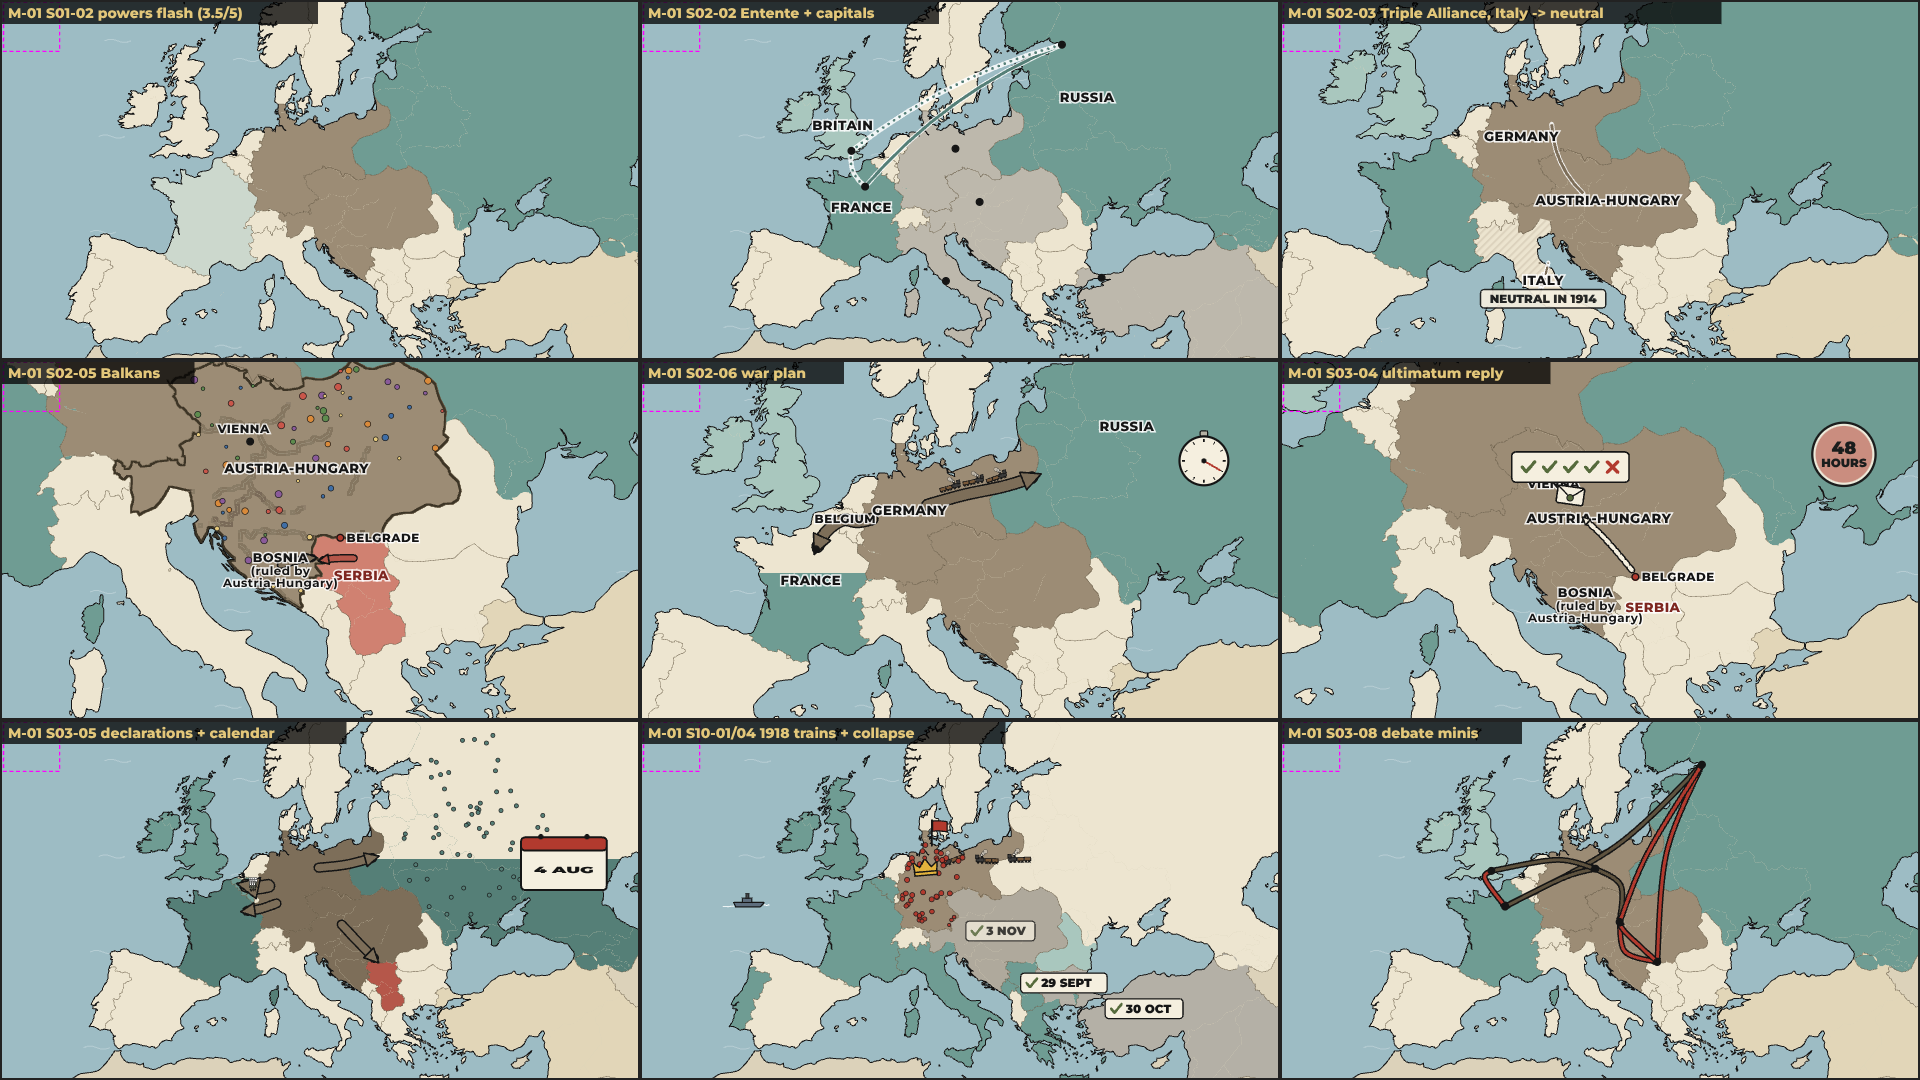 M-01 S01-02 powers flash (3.5/5)
M-01 S02-02 Entente + capitals
RUSSIA
BRITAIN
FRANCE
M-01 S02-03 Triple Alliance, Italy -> neutral
GERMANY
AUSTRIA-HUNGARY
ITALY
NEUTRAL IN 1914
M-01 S02-05 Balkans
VIENNA
AUSTRIA-HUNGARY
BELGRADE
BOSNIA
(ruled by
Austria-Hungary)
SERBIA
M-01 S02-06 war plan
RUSSIA
GERMANY
BELGIUM
FRANCE
M-01 S03-04 ultimatum reply
48
HOURS
VIENNA
AUSTRIA-HUNGARY
BELGRADE
BOSNIA
(ruled by
Austria-Hungary)
SERBIA
M-01 S03-05 declarations + calendar
4 AUG
M-01 S10-01/04 1918 trains + collapse
3 NOV
29 SEPT
30 OCT
M-01 S03-08 debate minis